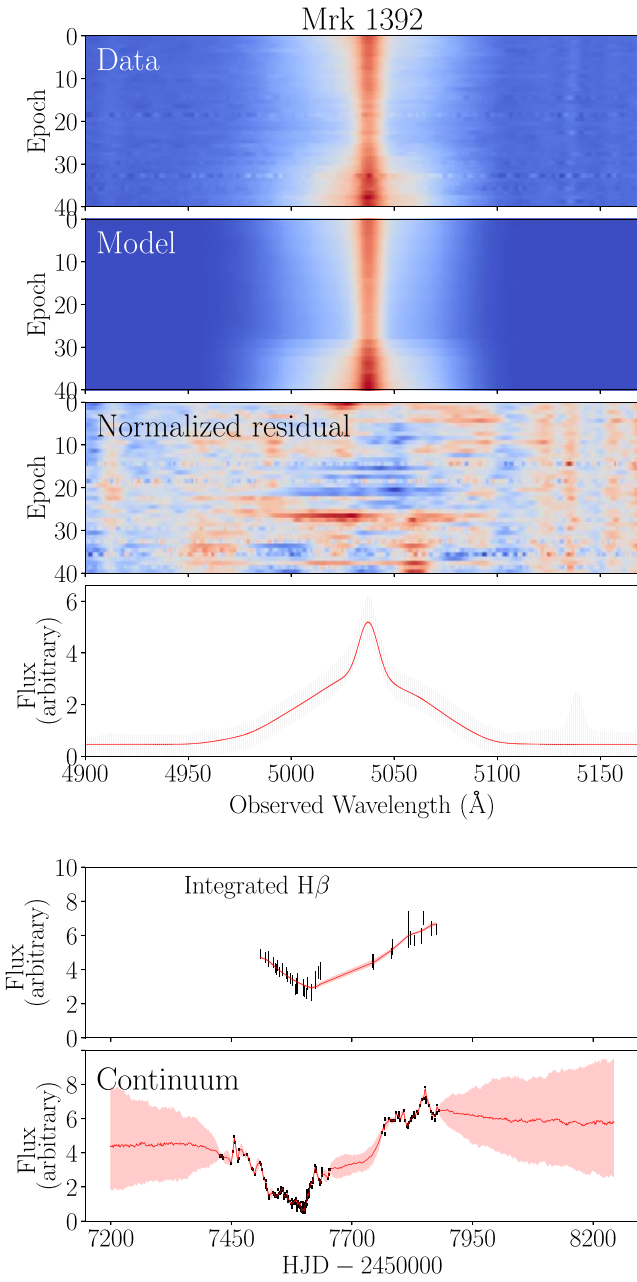 Mrk 1392
0
Data
10
Epoch
20
30
40
0
Model
10
Epoch
20
30
40
0
Normalized residual
10
Epoch
20
30
40
6
Flux
(arbitrary)
4
2
0
4900 4950 5000 5050 5100 5150
Observed Wavelength (Å)
10
Integrated Hβ
8
Flux
(arbitrary)
6
4
2
0
8
Continuum
Flux
(arbitrary)
6
4
2
0
7200 7450 7700 7950 8200
HJD − 2450000